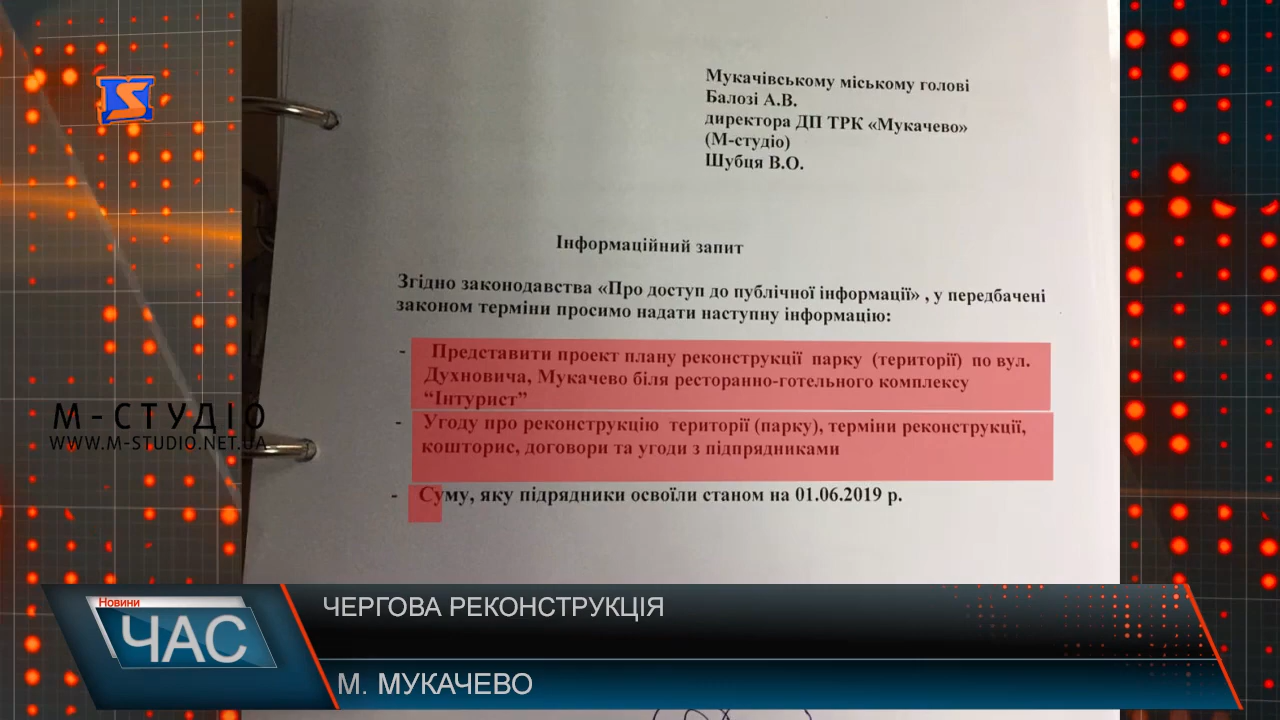 Мукачівському міському голові
Балозі А.В.
директора ДП ТРК «Мукачево»
(М-студіо)
Шубця В.О.
Інформаційний запит
Згідно законодавства «Про доступ до публічної інформації» , у передбачені
законом терміни просимо надати наступну інформацію:
- Представити проект плану реконструкції парку (території) по вул.
Духновича, Мукачево біля ресторанно-готельного комплексу
“Інтурист”
- Угоду про реконструкцію території (парку), терміни реконструкції,
кошторис, договори та угоди з підпрядниками
- Суму, яку підрядники освоїли станом на 01.06.2019 р.
М-СТУДІО
WWW.M-STUDIO.NET.UA
Новини
ЧАС
ЧЕРГОВА РЕКОНСТРУКЦІЯ
М. МУКАЧЕВО